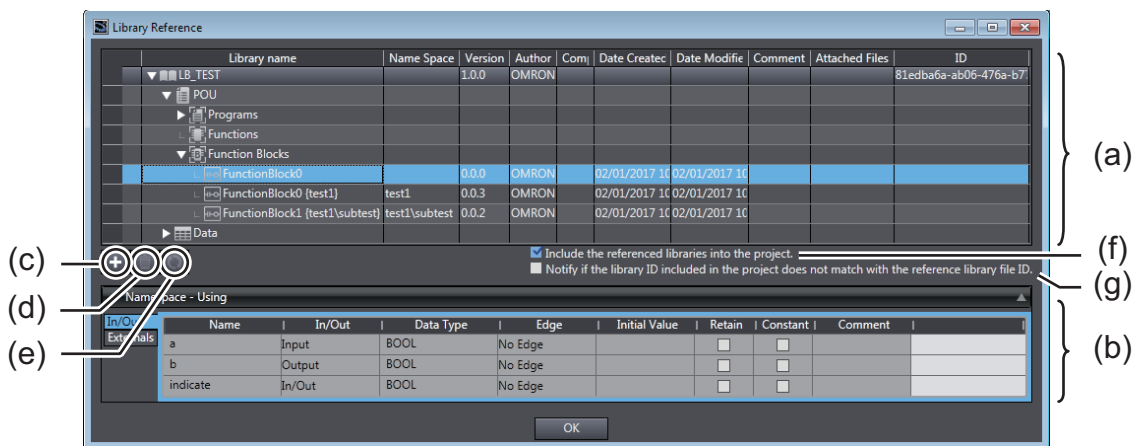 Library Reference
Library name Name Space Version Author Com Date Createc Date Modifie Comment Attached Files ID
LB_TEST 1.0.0 OMRON 81edba6a-ab06-476a-b7
POU
Programs
Functions
Function Blocks
FunctionBlock0 0.0.0 OMRON 02/01/2017 10 02/01/2017 10
FunctionBlock0 {test1} test1 0.0.3 OMRON 02/01/2017 10 02/01/2017 10
FunctionBlock1 {test1\subtest} test1\subtest 0.0.2 OMRON 02/01/2017 10 02/01/2017 10
Data
(a)
(c)
(d)
(e)
Include the referenced libraries into the project.
(f)
Notify if the library ID included in the project does not match with the reference library file ID.
(g)
Namespace - Using
In/Out
Externals
Name In/Out Data Type Edge Initial Value Retain Constant Comment
a Input BOOL No Edge
b Output BOOL No Edge
indicate In/Out BOOL No Edge
(b)
OK